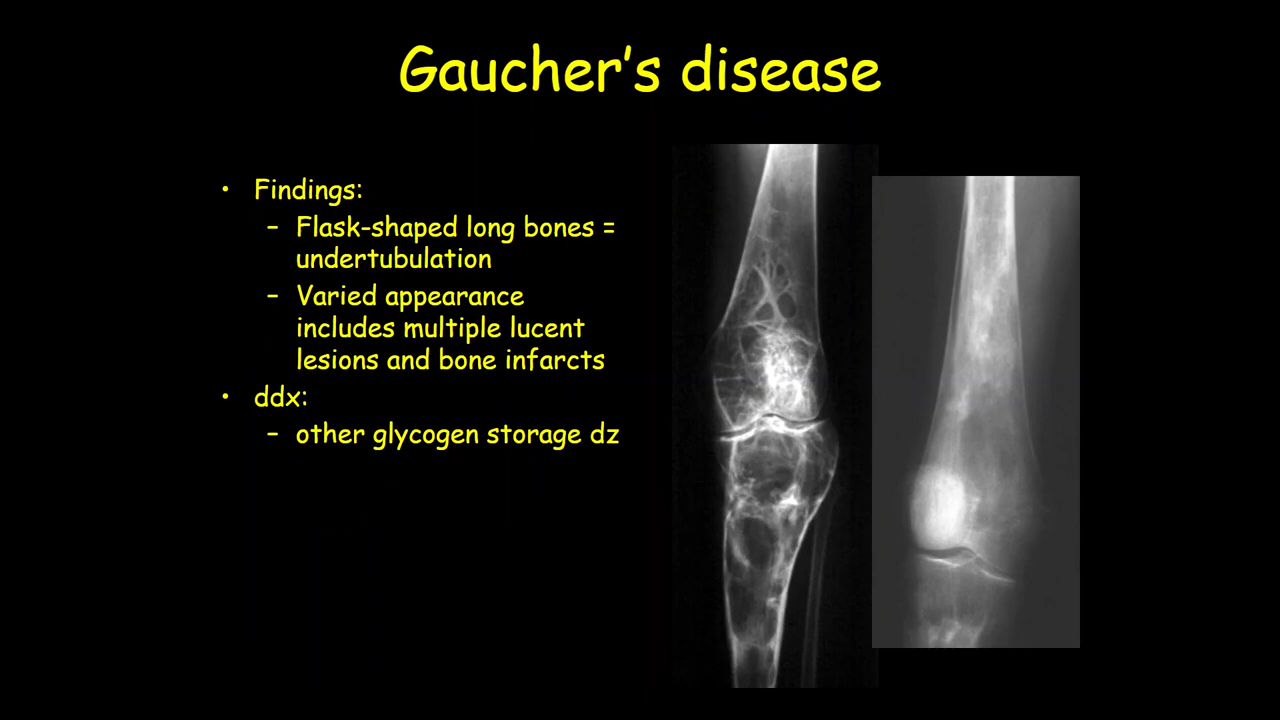 Gaucher's disease
• Findings:
– Flask-shaped long bones =
undertubulation
– Varied appearance
includes multiple lucent
lesions and bone infarcts
• ddx:
– other glycogen storage dz